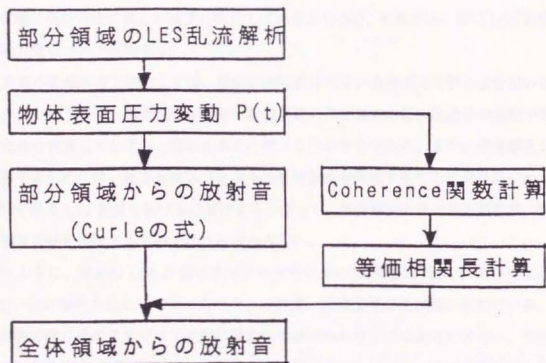 部分領域のLES乱流解析
物体表面圧力変動 P(t)
部分領域からの放射音
(Curleの式)
Coherence関数計算
等価相関長計算
全体領域からの放射音